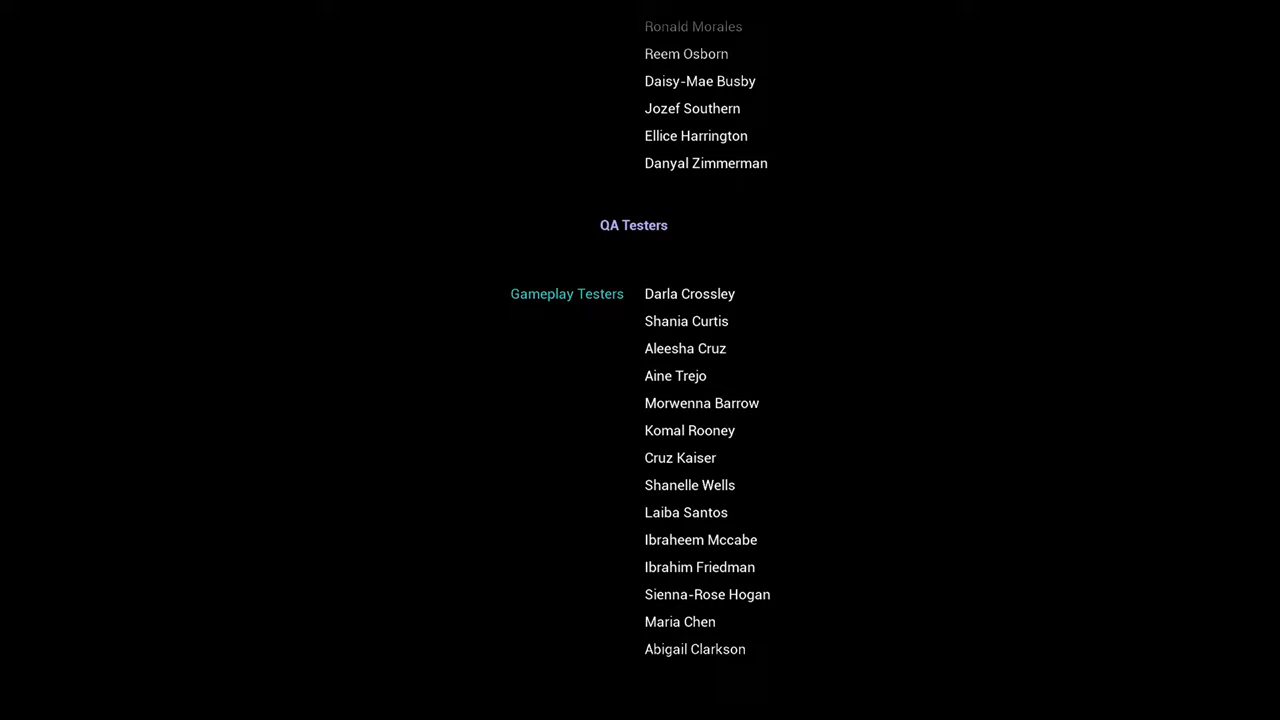 Ronald Morales
Reem Osborn
Daisy-Mae Busby
Jozef Southern
Ellice Harrington
Danyal Zimmerman
QA Testers
Gameplay Testers Darla Crossley
Shania Curtis
Aleesha Cruz
Aine Trejo
Morwenna Barrow
Komal Rooney
Cruz Kaiser
Shanelle Wells
Laiba Santos
Ibraheem Mccabe
Ibrahim Friedman
Sienna-Rose Hogan
Maria Chen
Abigail Clarkson